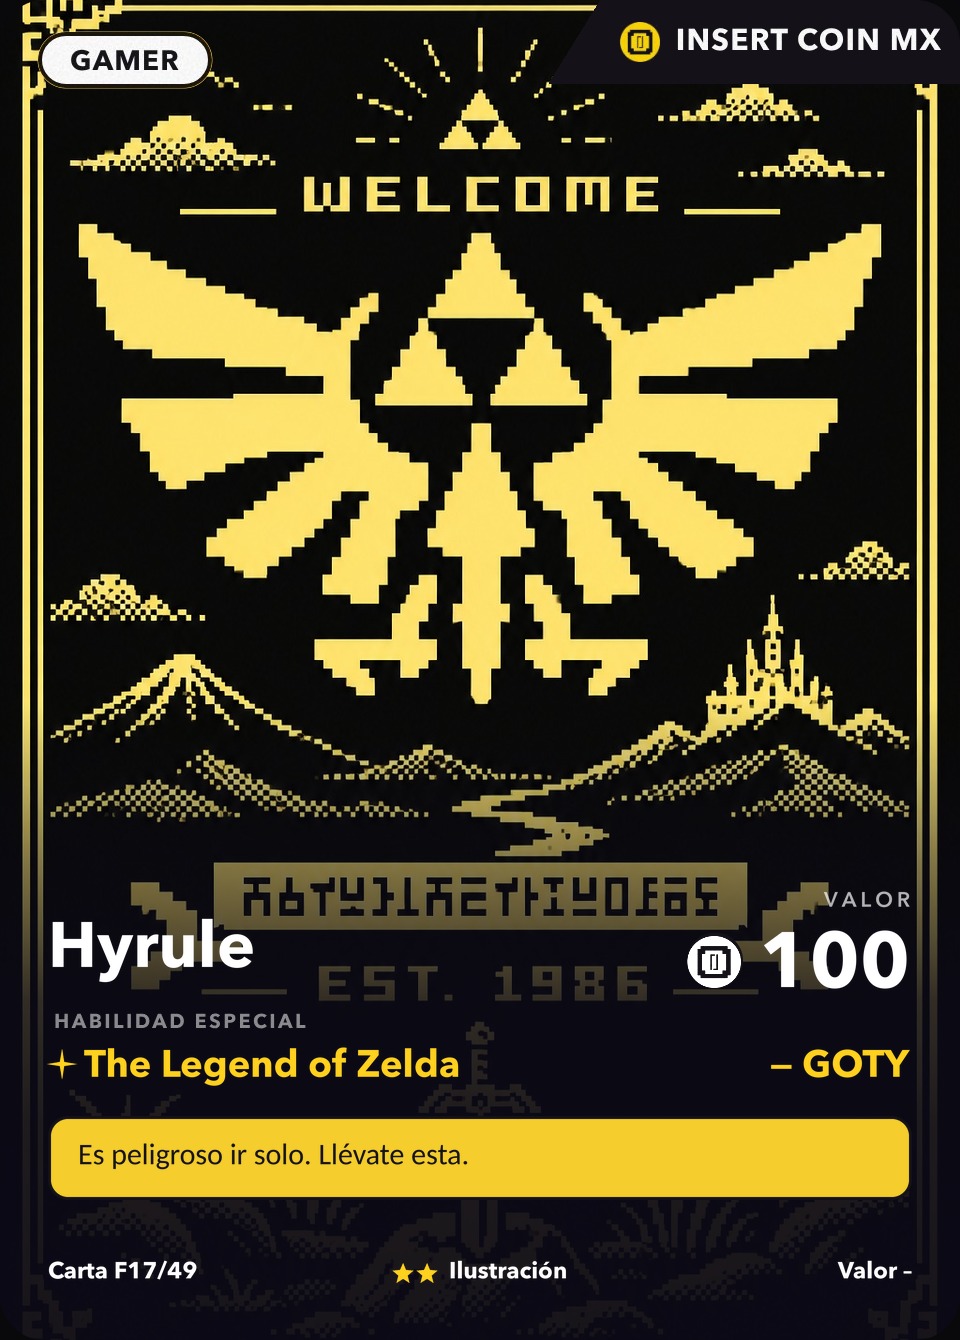 GAMER
INSERT COIN MX
WELCOME
VALOR
Hyrule
100
EST. 1986
HABILIDAD ESPECIAL
The Legend of Zelda
– GOTY
Es peligroso ir solo. Llévate esta.
Carta F17/49
★★ Ilustración
Valor –